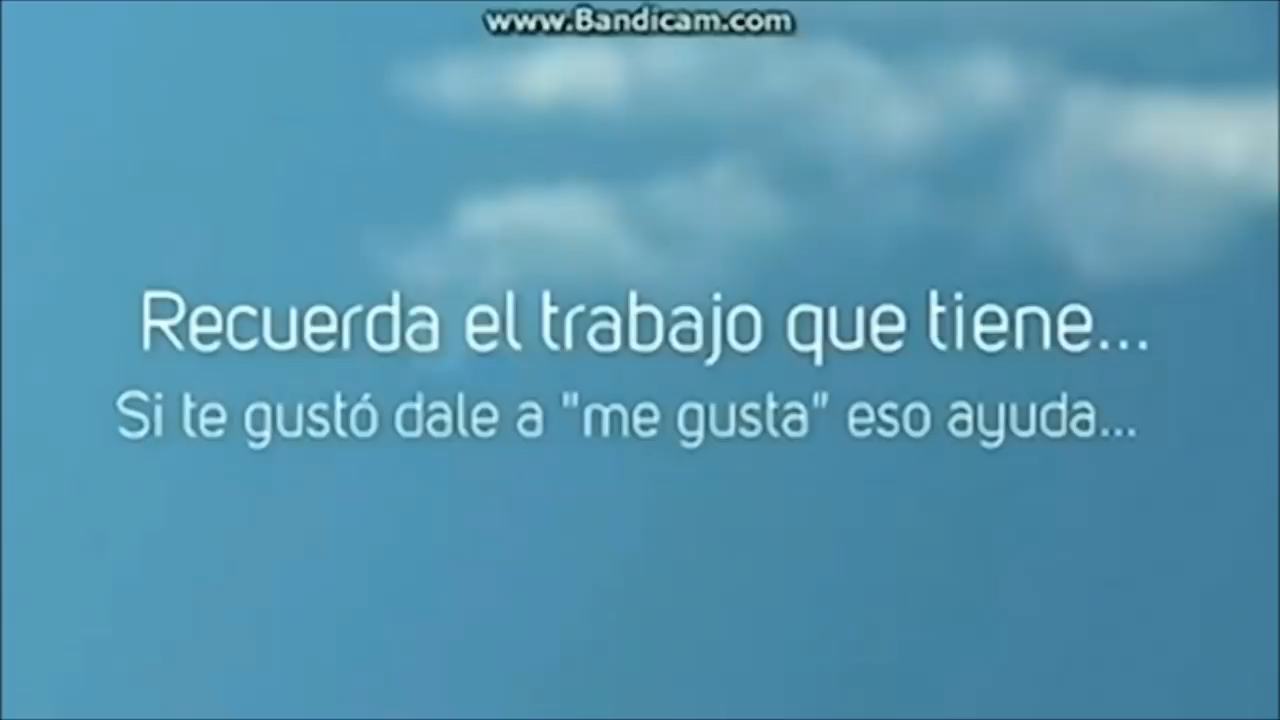 www.Bandicam.com
Recuerda el trabajo que tiene...
Si te gustó dale a "me gusta" eso ayuda...